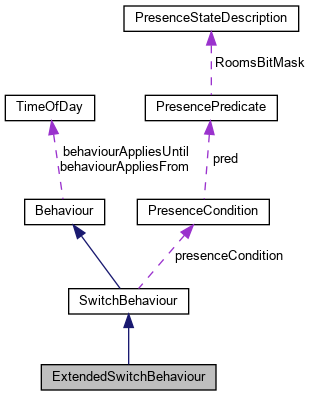 PresenceStateDescription
RoomsBitMask
TimeOfDay
PresencePredicate
behaviourAppliesUntil
behaviourAppliesFrom
pred
Behaviour
PresenceCondition
presenceCondition
SwitchBehaviour
ExtendedSwitchBehaviour